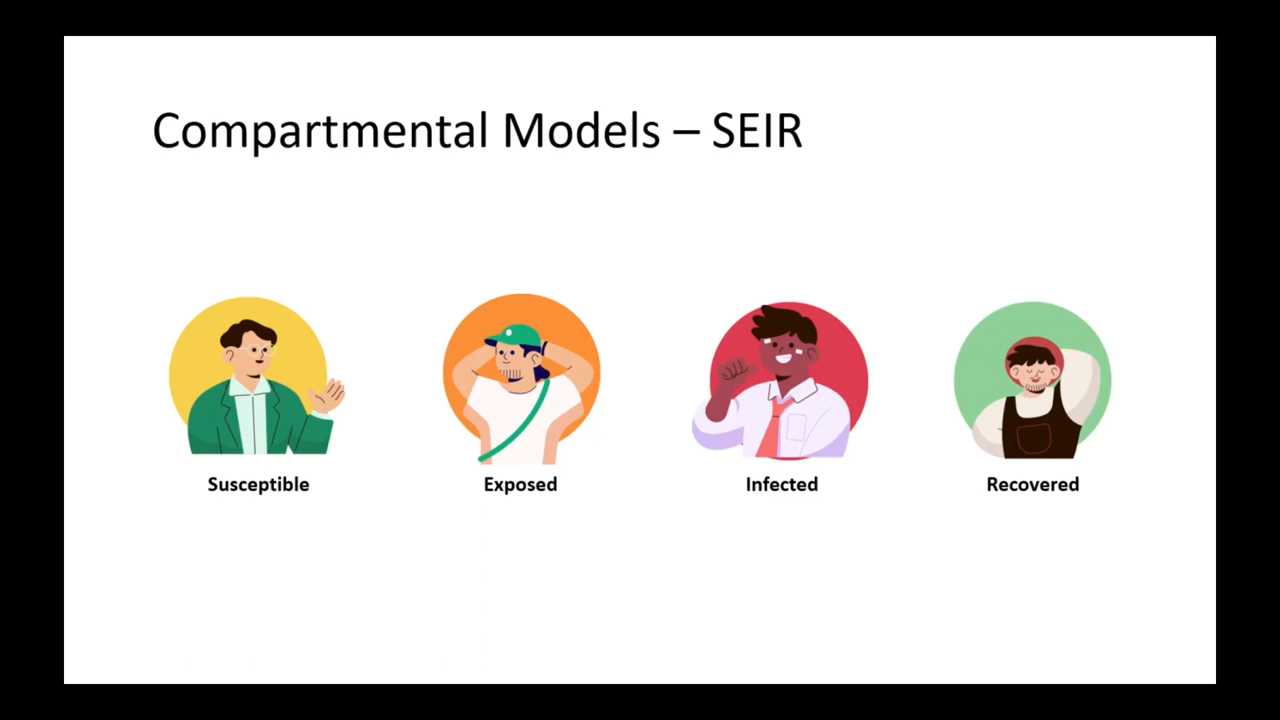 Compartmental Models – SEIR
Susceptible
Exposed
Infected
Recovered